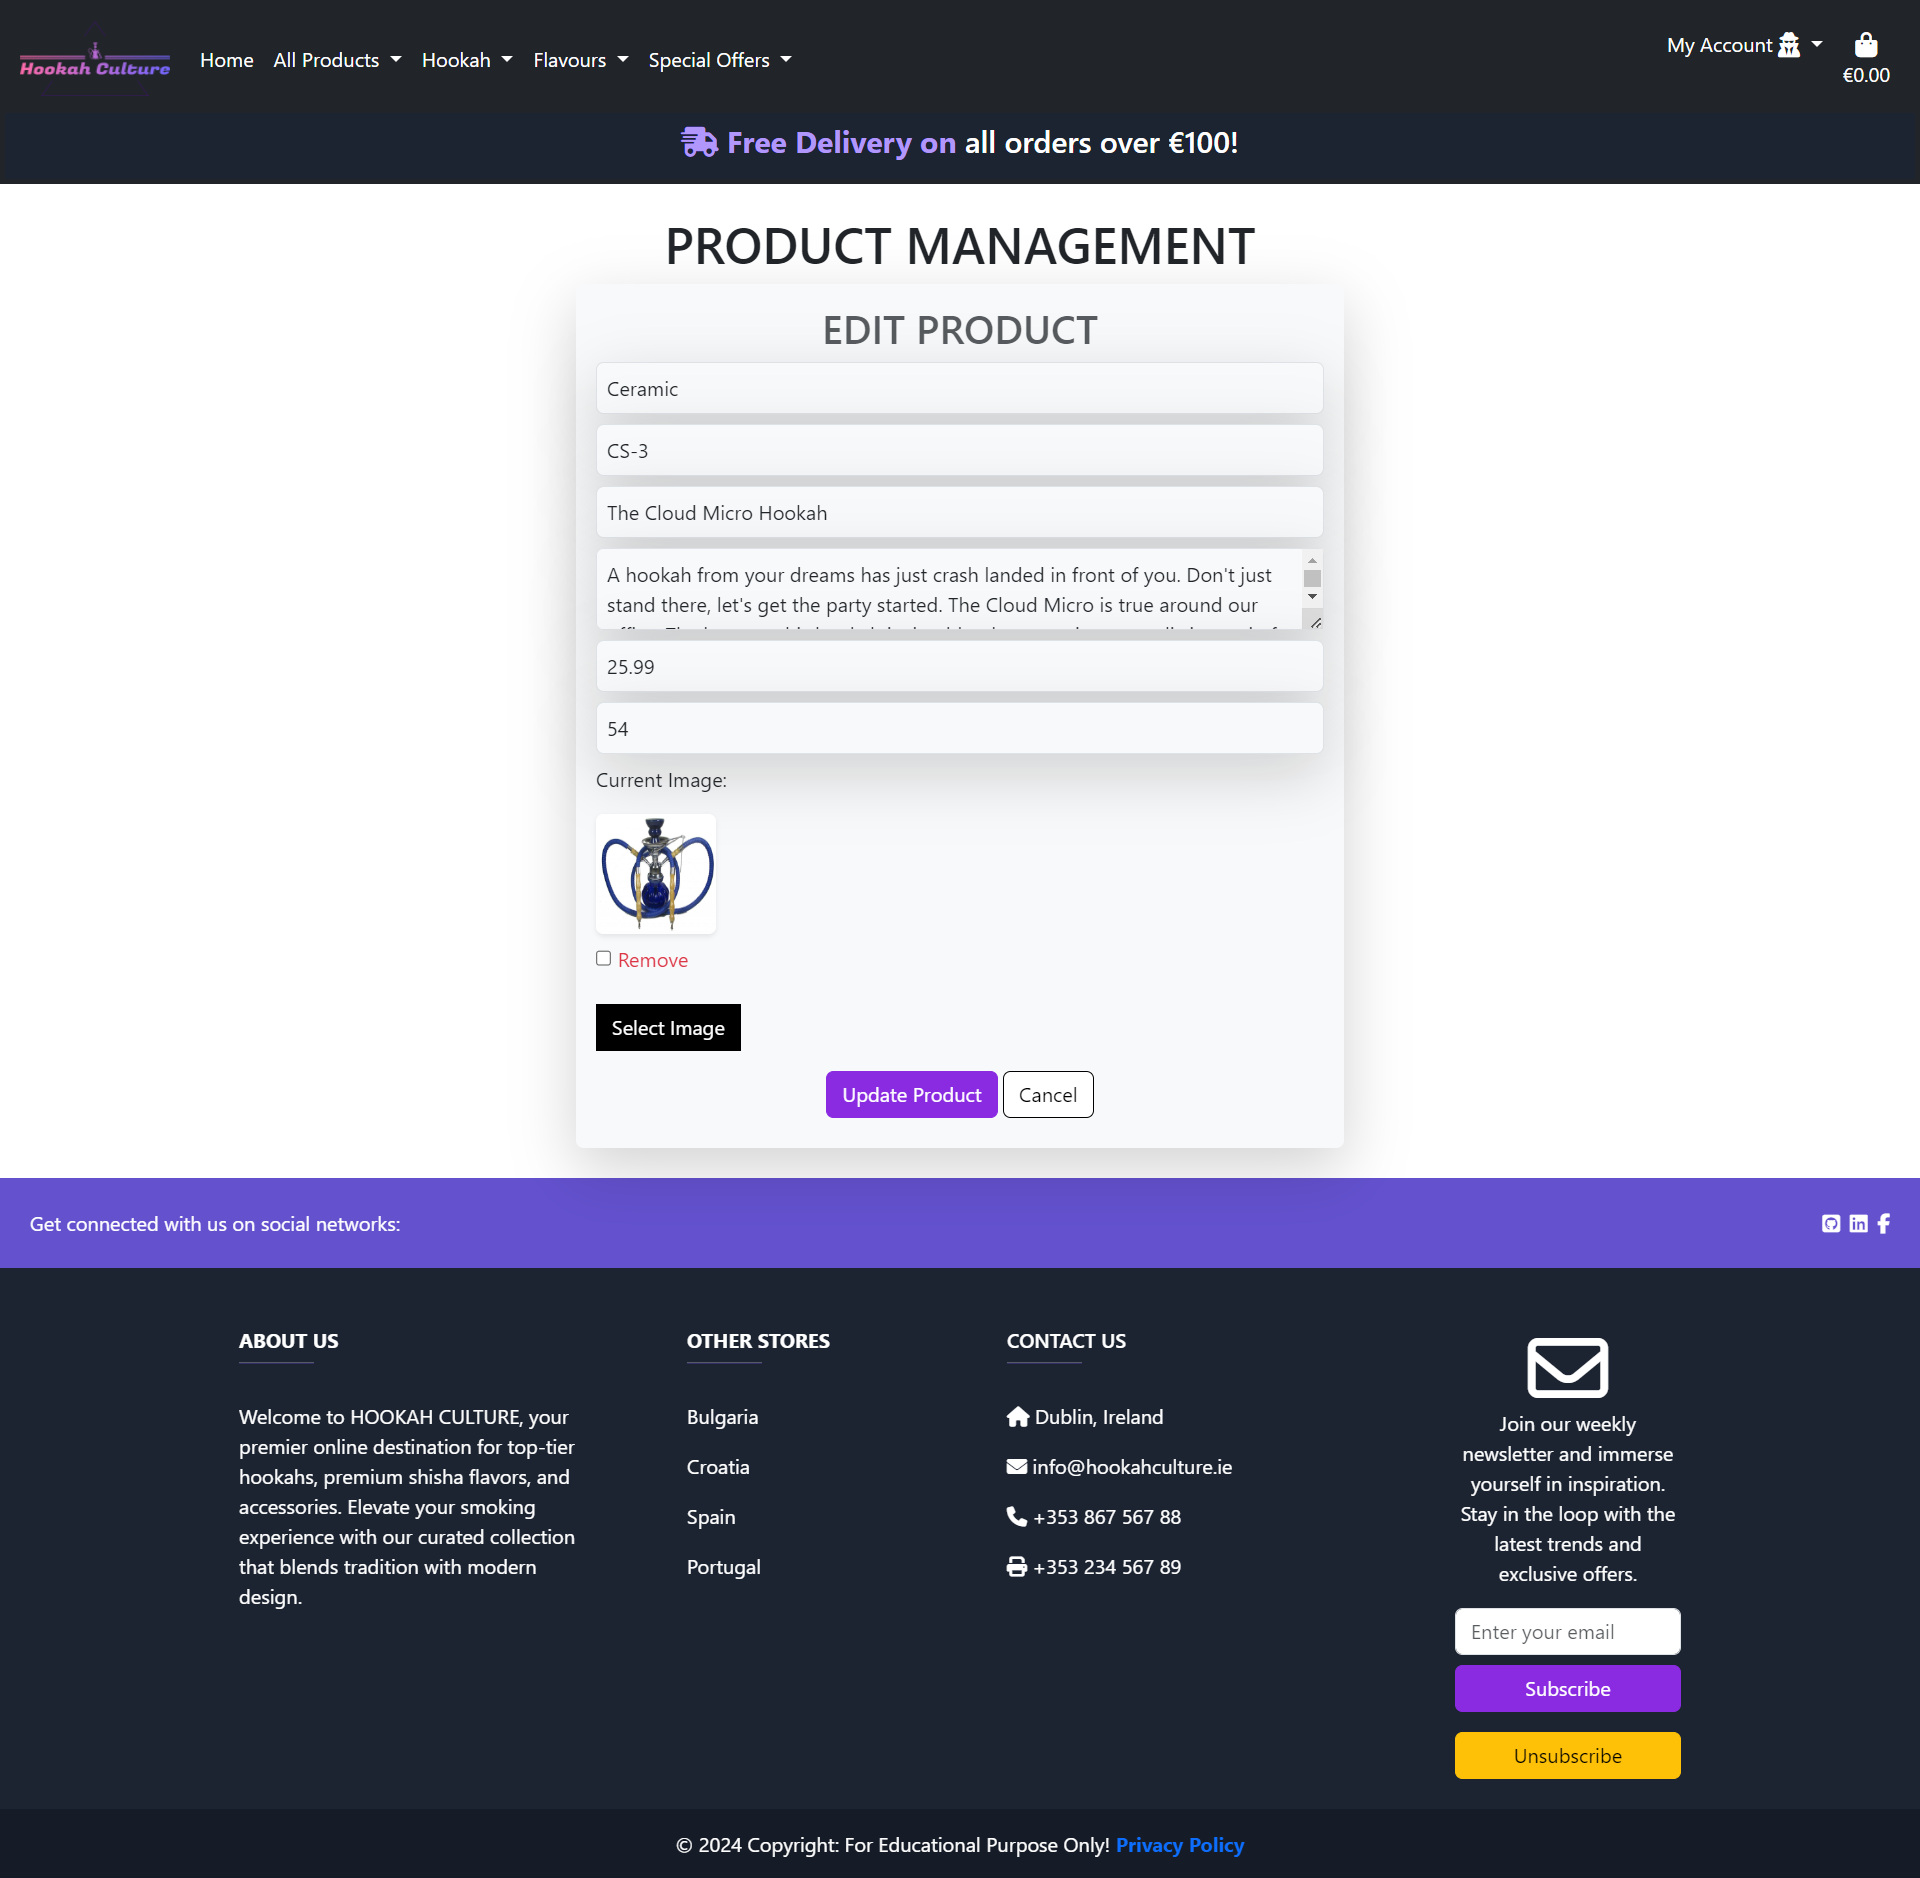 Hookah Culture
Home All Products Hookah Flavours Special Offers
My Account
€0.00
Free Delivery on all orders over €100!
PRODUCT MANAGEMENT
EDIT PRODUCT
Ceramic
CS-3
The Cloud Micro Hookah
A hookah from your dreams has just crash landed in front of you. Don't just
stand there, let's get the party started. The Cloud Micro is true around our
25.99
54
Current Image:
Remove
Select Image
Update Product Cancel
Get connected with us on social networks:
ABOUT US
Welcome to HOOKAH CULTURE, your
premier online destination for top-tier
hookahs, premium shisha flavors, and
accessories. Elevate your smoking
experience with our curated collection
that blends tradition with modern
design.
OTHER STORES
Bulgaria
Croatia
Spain
Portugal
CONTACT US
Dublin, Ireland
info@hookahculture.ie
+353 867 567 88
+353 234 567 89
Join our weekly
newsletter and immerse
yourself in inspiration.
Stay in the loop with the
latest trends and
exclusive offers.
Enter your email
Subscribe
Unsubscribe
© 2024 Copyright: For Educational Purpose Only! Privacy Policy